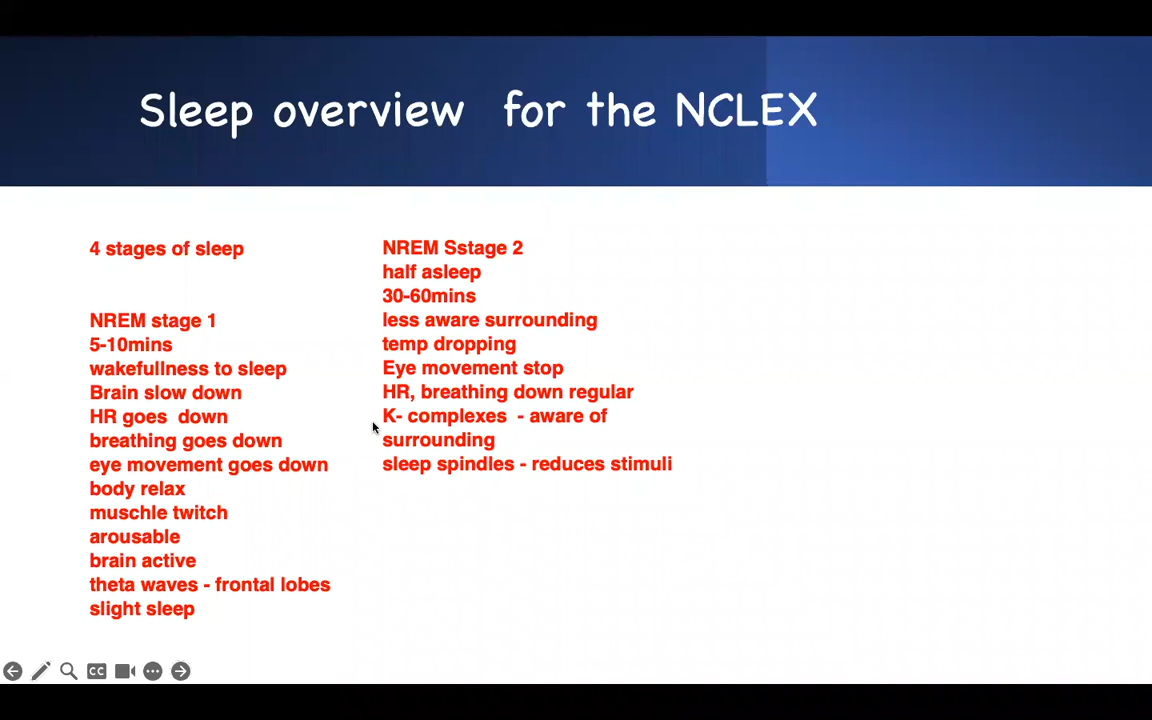 Sleep overview for the NCLEX
4 stages of sleep
NREM stage 1
5-10mins
wakefullness to sleep
Brain slow down
HR goes down
breathing goes down
eye movement goes down
body relax
muschle twitch
arousable
brain active
theta waves - frontal lobes
slight sleep
NREM Sstage 2
half asleep
30-60mins
less aware surrounding
temp dropping
Eye movement stop
HR, breathing down regular
K- complexes - aware of
surrounding
sleep spindles - reduces stimuli
CC